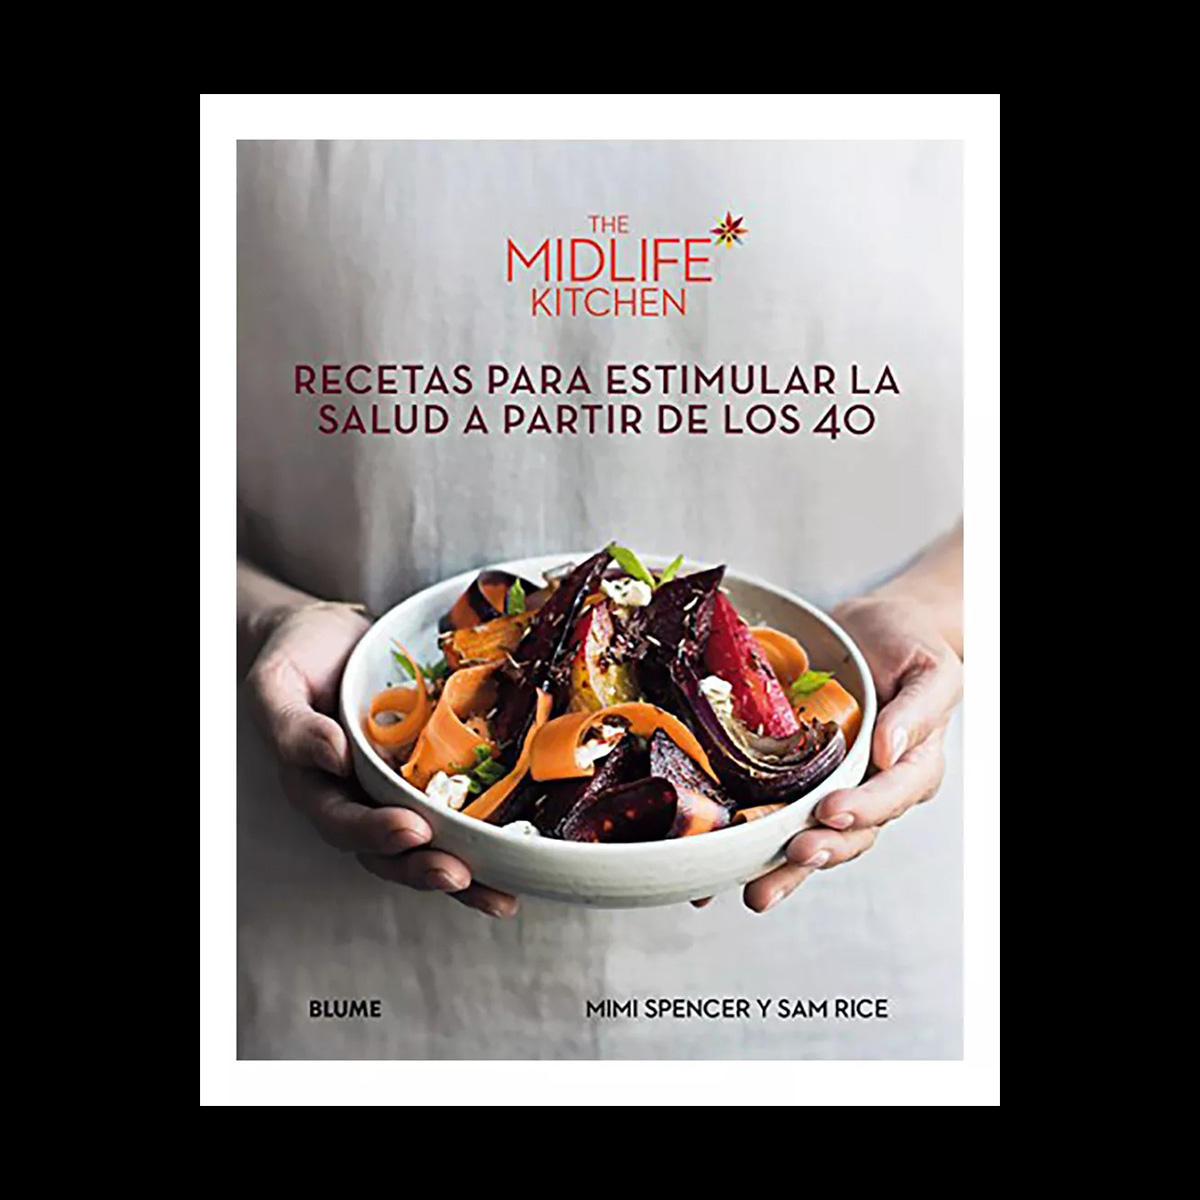 THE
MIDLIFE
KITCHEN
RECETAS PARA ESTIMULAR LA
SALUD A PARTIR DE LOS 40
BLUME
MIMI SPENCER Y SAM RICE